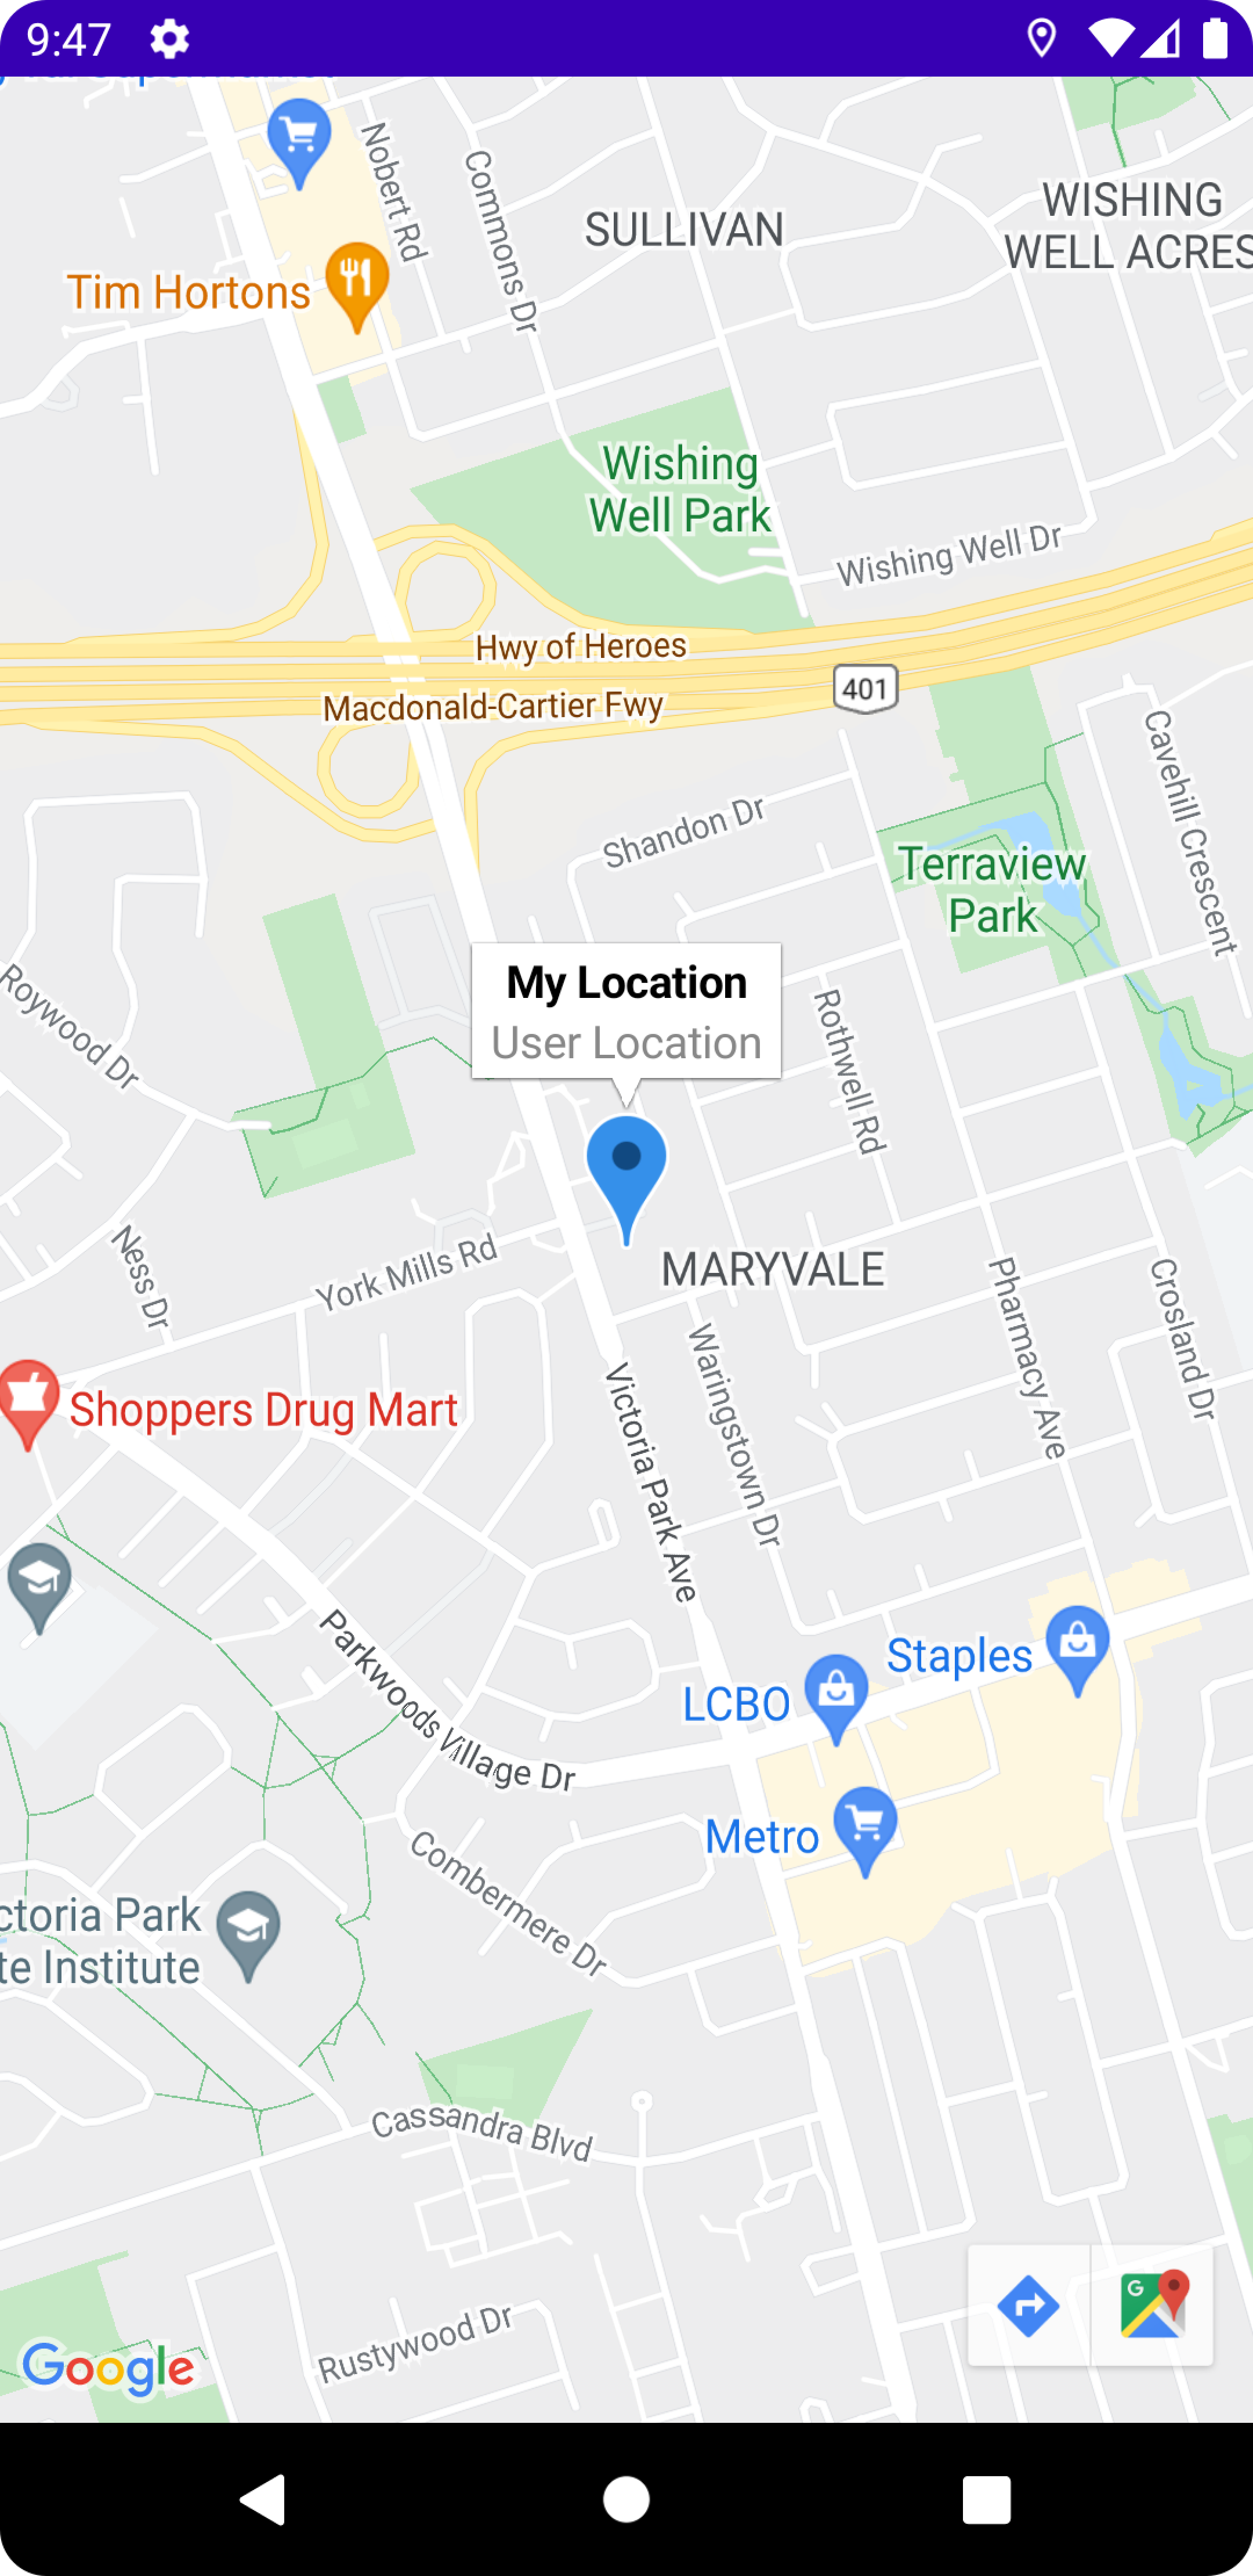 9:47
Nobert Rd
Commons Dr
SULLIVAN
WISHING
WELL ACRES
Tim Hortons
Wishing
Well Park
Wishing Well Dr
Hwy of Heroes
Macdonald-Cartier Fwy
401
Cavehill Crescent
Shandon Dr
Terraview
Park
My Location
User Location
Roywood Dr
Rothwell Rd
Ness Dr
York Mills Rd
MARYVALE
Pharmacy Ave
Crosland Dr
Waringstown Dr
Victoria Park Ave
Shoppers Drug Mart
Parkwoods Village Dr
Staples
LCBO
Metro
Combermere Dr
ctoria Park
te Institute
Cassandra Blvd
Rustywood Dr
G
Google